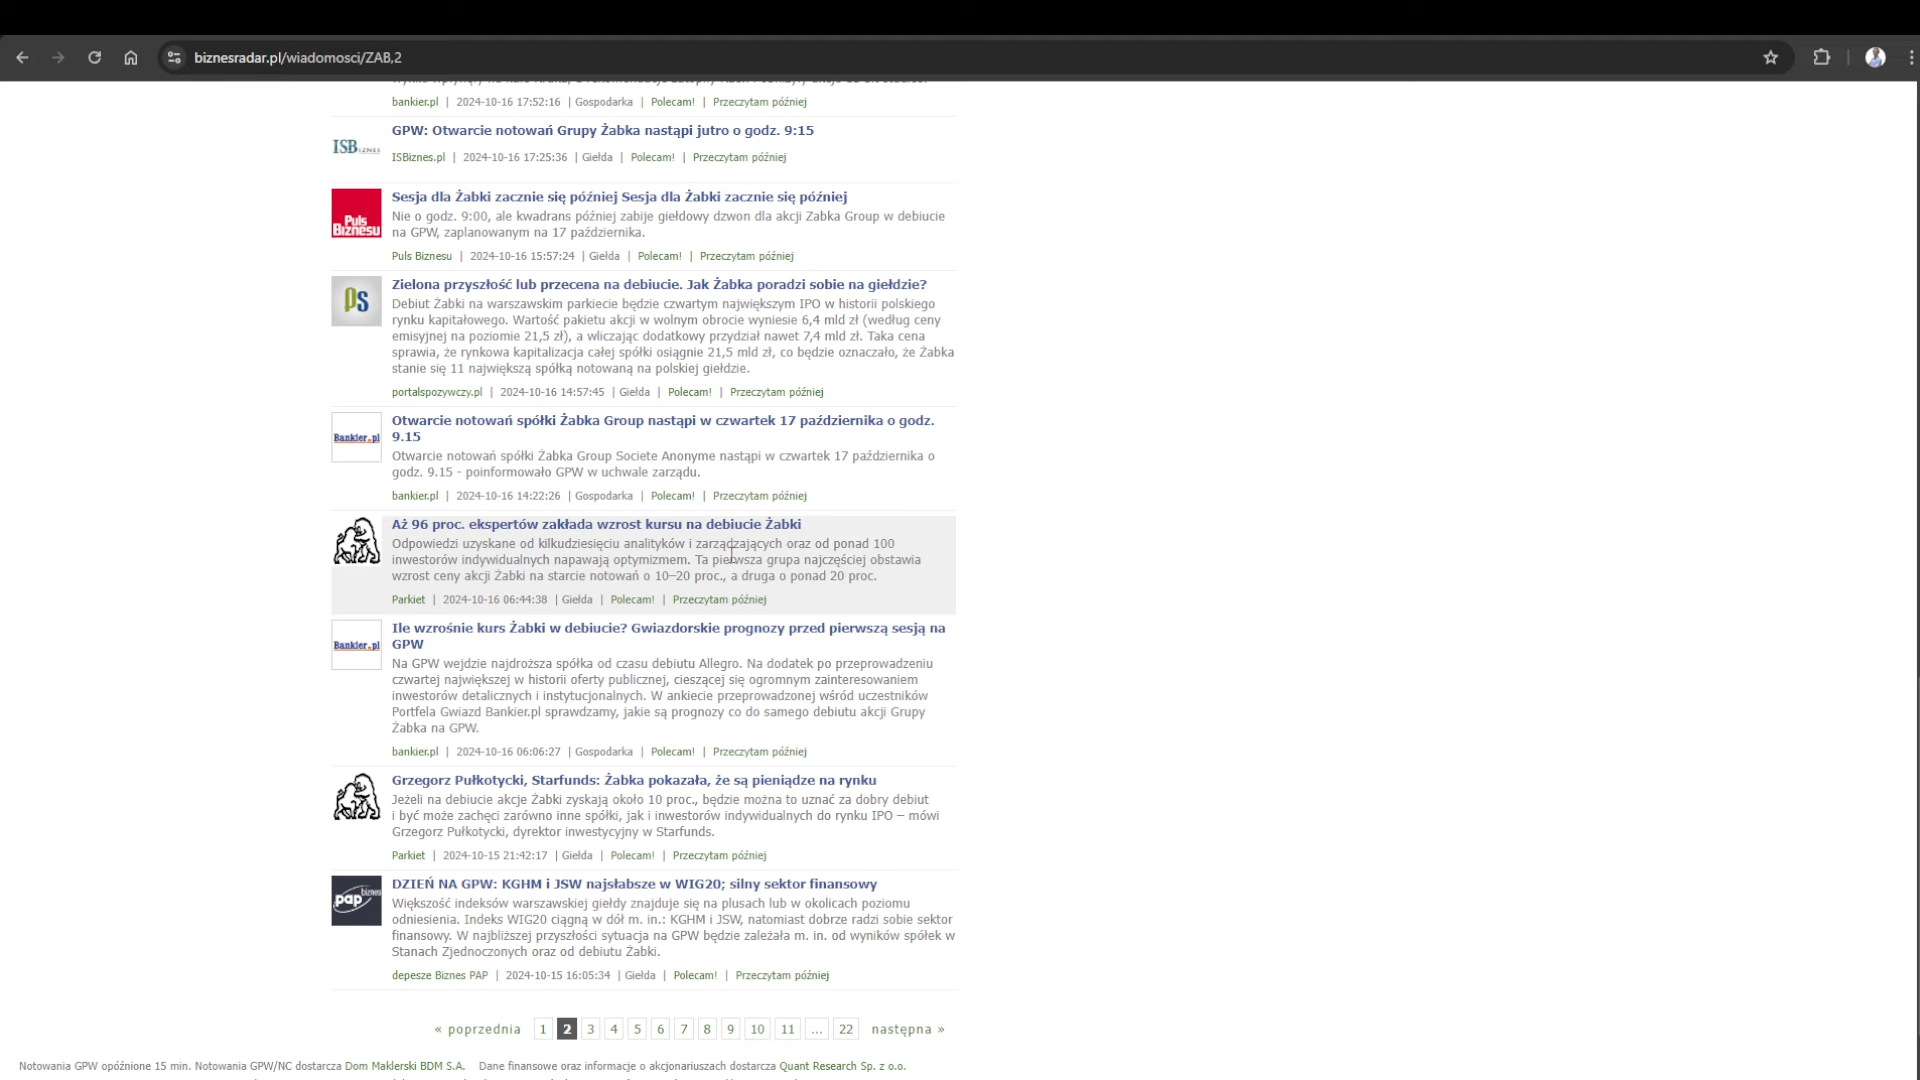 biznesradar.pl/wiadomosci/ZAB,2
bankier.pl | 2024-10-16 17:52:16 | Gospodarka | Polecam! | Przeczytam później
GPW: Otwarcie notowań Grupy Żabka nastąpi jutro o godz. 9:15
ISBIZNES
ISBiznes.pl | 2024-10-16 17:25:36 | Giełda | Polecam! | Przeczytam później
Sesja dla Żabki zacznie się później Sesja dla Żabki zacznie się później
Puls Biznesu
Nie o godz. 9:00, ale kwadrans później zabije giełdowy dzwon dla akcji Zabka Group w debiucie
na GPW, zaplanowanym na 17 października.
Puls Biznesu | 2024-10-16 15:57:24 | Giełda | Polecam! | Przeczytam później
Zielona przyszłość lub przecena na debiucie. Jak Żabka poradzi sobie na giełdzie?
ps
Debiut Żabki na warszawskim parkiecie będzie czwartym największym IPO w historii polskiego
rynku kapitałowego. Wartość pakietu akcji w wolnym obrocie wyniesie 6,4 mld zł (według ceny
emisyjnej na poziomie 21,5 zł), a wliczając dodatkowy przydział nawet 7,4 mld zł. Taka cena
sprawia, że rynkowa kapitalizacja całej spółki osiągnie 21,5 mld zł, co będzie oznaczało, że Żabka
stanie się 11 największą spółką notowaną na polskiej giełdzie.
portalspozywczy.pl | 2024-10-16 14:57:45 | Giełda | Polecam! | Przeczytam później
Otwarcie notowań spółki Żabka Group nastąpi w czwartek 17 października o godz.
9.15
Bankier.pl
Otwarcie notowań spółki Żabka Group Societe Anonyme nastąpi w czwartek 17 października o
godz. 9.15 - poinformowało GPW w uchwale zarządu.
bankier.pl | 2024-10-16 14:22:26 | Gospodarka | Polecam! | Przeczytam później
Aż 96 proc. ekspertów zakłada wzrost kursu na debiucie Żabki
Odpowiedzi uzyskane od kilkudziesięciu analityków i zarządzających oraz od ponad 100
inwestorów indywidualnych napawają optymizmem. Ta pierwsza grupa najczęściej obstawia
wzrost ceny akcji Żabki na starcie notowań o 10–20 proc., a druga o ponad 20 proc.
Parkiet | 2024-10-16 06:44:38 | Giełda | Polecam! | Przeczytam później
Ile wzrośnie kurs Żabki w debiucie? Gwiazdorskie prognozy przed pierwszą sesją na
GPW
Bankier.pl
Na GPW wejdzie najdroższa spółka od czasu debiutu Allegro. Na dodatek po przeprowadzeniu
czwartej największej w historii oferty publicznej, cieszącej się ogromnym zainteresowaniem
inwestorów detalicznych i instytucjonalnych. W ankiecie przeprowadzonej wśród uczestników
Portfela Gwiazd Bankier.pl sprawdzamy, jakie są prognozy co do samego debiutu akcji Grupy
Żabka na GPW.
bankier.pl | 2024-10-16 06:06:27 | Gospodarka | Polecam! | Przeczytam później
Grzegorz Pułkotycki, Starfunds: Żabka pokazała, że są pieniądze na rynku
Jeżeli na debiucie akcje Żabki zyskają około 10 proc., będzie można to uznać za dobry debiut
i być może zachęci zarówno inne spółki, jak i inwestorów indywidualnych do rynku IPO – mówi
Grzegorz Pułkotycki, dyrektor inwestycyjny w Starfunds.
Parkiet | 2024-10-15 21:42:17 | Giełda | Polecam! | Przeczytam później
DZIEŃ NA GPW: KGHM i JSW najsłabsze w WIG20; silny sektor finansowy
pap biznes
Większość indeksów warszawskiej giełdy znajduje się na plusach lub w okolicach poziomu
odniesienia. Indeks WIG20 ciągną w dół m. in.: KGHM i JSW, natomiast dobrze radzi sobie sektor
finansowy. W najbliższej przyszłości sytuacja na GPW będzie zależała m. in. od wyników spółek w
Stanach Zjednoczonych oraz od debiutu Żabki.
depesze Biznes PAP | 2024-10-15 16:05:34 | Giełda | Polecam! | Przeczytam później
« poprzednia 1 2 3 4 5 6 7 8 9 10 11 ... 22 następna »
Notowania GPW opóźnione 15 min. Notowania GPW/NC dostarcza Dom Maklerski BDM S.A. Dane finansowe oraz informacje o akcjonariuszach dostarcza Quant Research Sp. z o.o.